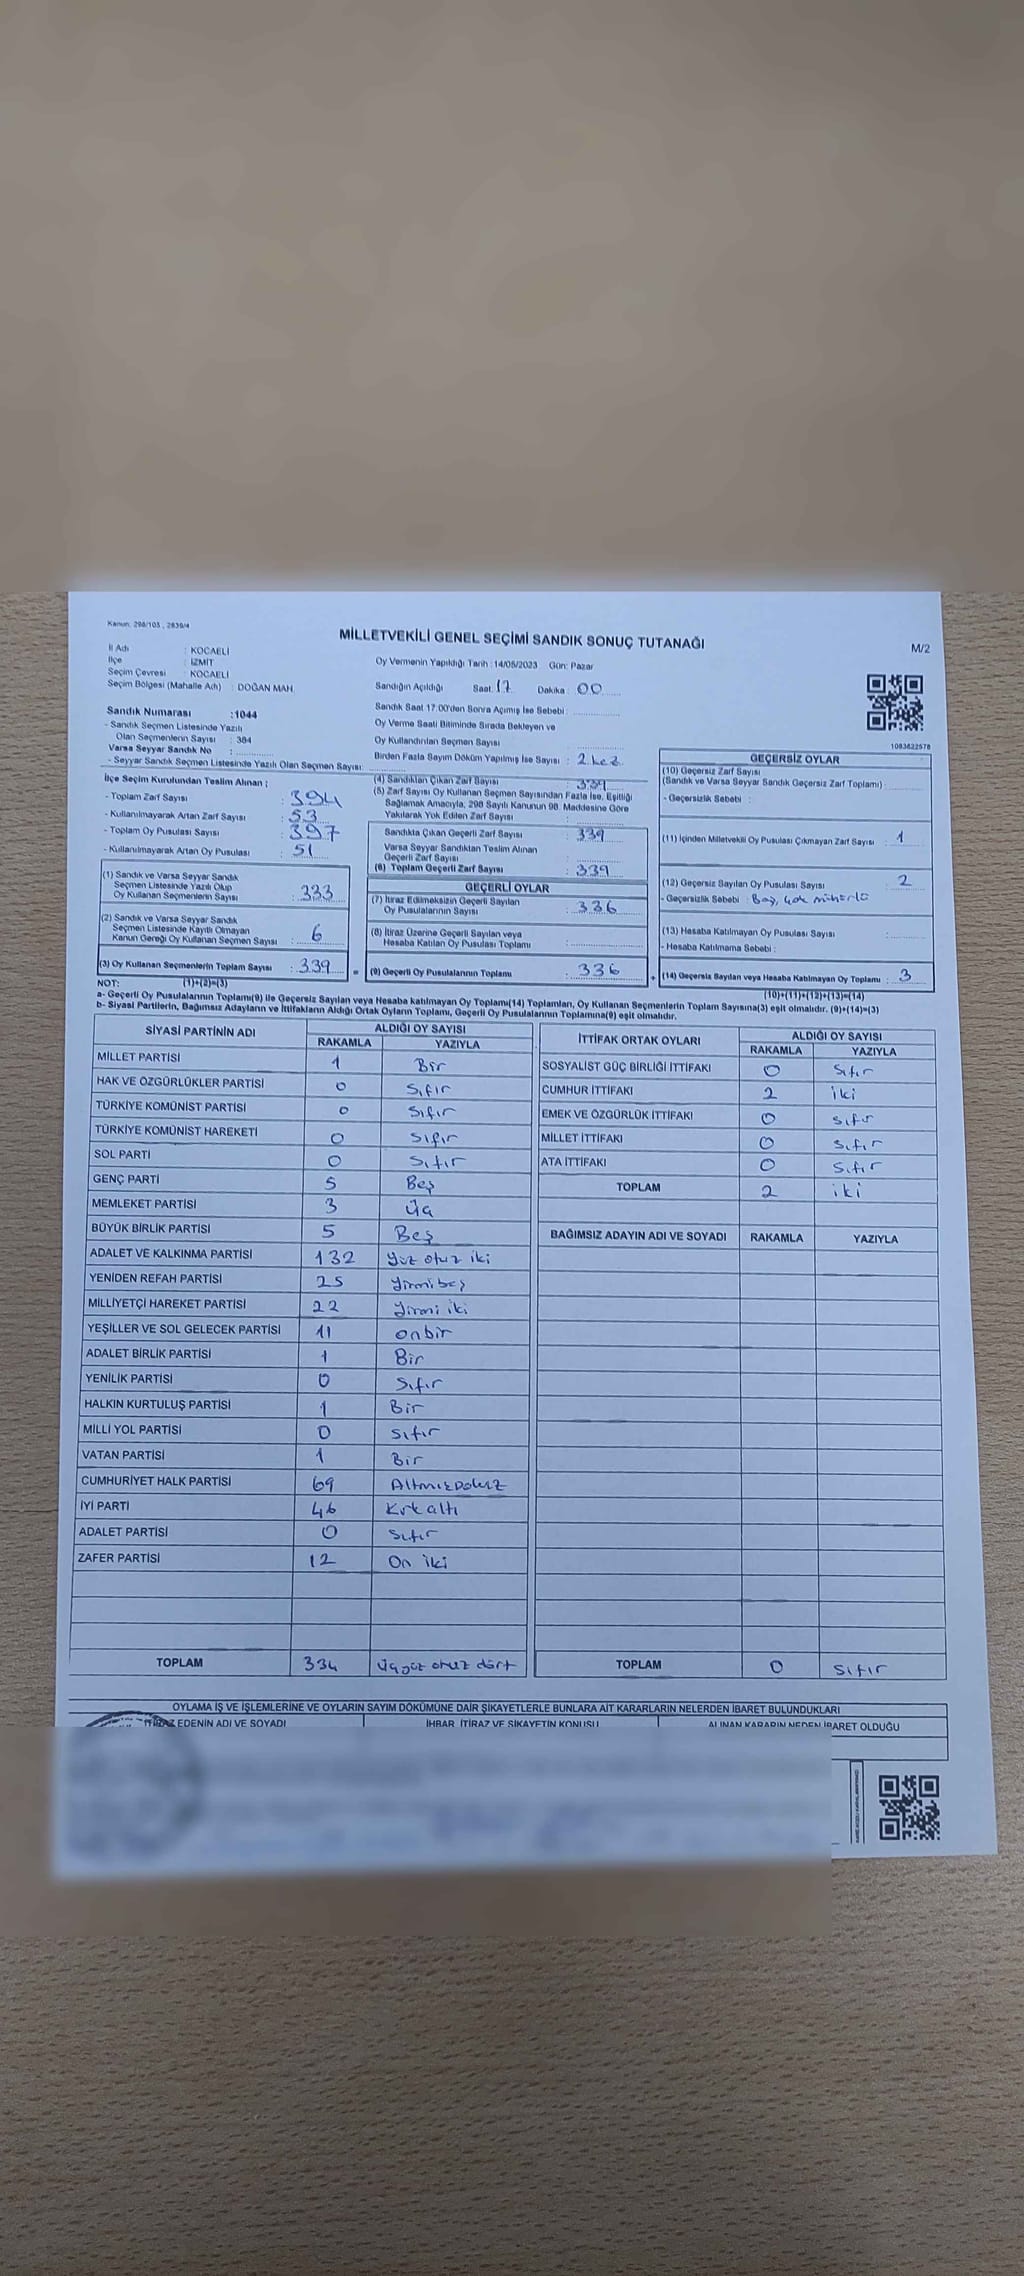 Kanun: 298/103 , 2839/4
MİLLETVEKİLİ GENEL SEÇİMİ SANDIK SONUÇ TUTANAĞI
M/2
İl Adı : KOCAELİ
İlçe : İZMİT
Seçim Çevresi : KOCAELİ
Seçim Bölgesi (Mahalle Adı) : DOĞAN MAH.
Oy Vermenin Yapıldığı Tarih : 14/05/2023 Gün: Pazar
Sandığın Açıldığı Saat: 17 Dakika : 00
Sandık Saat 17.00'den Sonra Açımış İse Sebebi :
Oy Verme Saati Bitiminde Sırada Bekleyen ve
Oy Kullandırılan Seçmen Sayısı :
Birden Fazla Sayım Döküm Yapılmış İse Sayısı : 2 kez
1083622578
Sandık Numarası :1044
- Sandık Seçmen Listesinde Yazılı
Olan Seçmenlerin Sayısı : 384
Varsa Seyyar Sandık No :
- Seyyar Sandık Seçmen Listesinde Yazılı Olan Seçmen Sayısı:
İlçe Seçim Kurulundan Teslim Alınan ;
- Toplam Zarf Sayısı : 394
- Kullanılmayarak Artan Zarf Sayısı : 53
- Toplam Oy Pusulası Sayısı : 397
- Kullanılmayarak Artan Oy Pusulası : 51
(1) Sandık ve Varsa Seyyar Sandık
Seçmen Listesinde Yazılı Olup
Oy Kullanan Seçmenlerin Sayısı : 333
(2) Sandık ve Varsa Seyyar Sandık
Seçmen Listesinde Kayıtlı Olmayan
Kanun Gereği Oy Kullanan Seçmen Sayısı : 6
(3) Oy Kullanan Seçmenlerin Toplam Sayısı : 339
(4) Sandıktan Çıkan Zarf Sayısı : 339
(5) Zarf Sayısı Oy Kullanan Seçmen Sayısından Fazla İse, Eşitliği
Sağlamak Amacıyla, 298 Sayılı Kanunun 98. Maddesine Göre
Yakılarak Yok Edilen Zarf Sayısı :
Sandıkta Çıkan Geçerli Zarf Sayısı : 339
Varsa Seyyar Sandıktan Teslim Alınan
Geçerli Zarf Sayısı :
(6) Toplam Geçerli Zarf Sayısı : 339
GEÇERLİ OYLAR
(7) İtiraz Edilmeksizin Geçerli Sayılan
Oy Pusulalarının Sayısı : 336
(8) İtiraz Üzerine Geçerli Sayılan veya
Hesaba Katılan Oy Pusulası Toplamı :
= (9) Geçerli Oy Pusulalarının Toplamı : 336
GEÇERSİZ OYLAR
(10) Geçersiz Zarf Sayısı
(Sandık ve Varsa Seyyar Sandık Geçersiz Zarf Toplamı) :
- Geçersizlik Sebebi :
(11) İçinden Milletvekili Oy Pusulası Çıkmayan Zarf Sayısı : 1
(12) Geçersiz Sayılan Oy Pusulası Sayısı : 2
- Geçersizlik Sebebi : Boş, çok mühürlü
(13) Hesaba Katılmayan Oy Pusulası Sayısı :
- Hesaba Katılmama Sebebi :
+ (14) Geçersiz Sayılan veya Hesaba Katılmayan Oy Toplamı : 3
NOT: (1)+(2)=(3)
(10)+(11)+(12)+(13)=(14)
a- Geçerli Oy Pusulalarının Toplamı(9) ile Geçersiz Sayılan veya Hesaba katılmayan Oy Toplamı(14) Toplamları, Oy Kullanan Seçmenlerin Toplam Sayısına(3) eşit olmalıdır. (9)+(14)=(3)
b- Siyasi Partilerin, Bağımsız Adayların ve İttifakların Aldığı Ortak Oyların Toplamı, Geçerli Oy Pusulalarının Toplamına(9) eşit olmalıdır.
SİYASİ PARTİNİN ADI ALDIĞI OY SAYISI
RAKAMLA YAZIYLA
MİLLET PARTİSİ 1 Bir
HAK VE ÖZGÜRLÜKLER PARTİSİ 0 Sıfır
TÜRKİYE KOMÜNİST PARTİSİ 0 Sıfır
TÜRKİYE KOMÜNİST HAREKETİ 0 Sıfır
SOL PARTİ 0 Sıfır
GENÇ PARTİ 5 Beş
MEMLEKET PARTİSİ 3 Üç
BÜYÜK BİRLİK PARTİSİ 5 Beş
ADALET VE KALKINMA PARTİSİ 132 Yüz otuz iki
YENİDEN REFAH PARTİSİ 25 Yirmibeş
MİLLİYETÇİ HAREKET PARTİSİ 22 Yirmi iki
YEŞİLLER VE SOL GELECEK PARTİSİ 11 onbir
ADALET BİRLİK PARTİSİ 1 Bir
YENİLİK PARTİSİ 0 Sıfır
HALKIN KURTULUŞ PARTİSİ 1 Bir
MİLLİ YOL PARTİSİ 0 sıfır
VATAN PARTİSİ 1 Bir
CUMHURİYET HALK PARTİSİ 69 AltmışDokuz
İYİ PARTİ 46 Kırkaltı
ADALET PARTİSİ 0 Sıfır
ZAFER PARTİSİ 12 On iki
TOPLAM 334 üçyüz otuz dört
İTTİFAK ORTAK OYLARI ALDIĞI OY SAYISI
RAKAMLA YAZIYLA
SOSYALİST GÜÇ BİRLİĞİ İTTİFAKI 0 Sıfır
CUMHUR İTTİFAKI 2 iki
EMEK VE ÖZGÜRLÜK İTTİFAKI 0 sıfır
MİLLET İTTİFAKI 0 sıfır
ATA İTTİFAKI 0 Sıfır
TOPLAM 2 iki
BAĞIMSIZ ADAYIN ADI VE SOYADI RAKAMLA YAZIYLA
TOPLAM 0 Sıfır
OYLAMA İŞ VE İŞLEMLERİNE VE OYLARIN SAYIM DÖKÜMÜNE DAİR ŞİKAYETLERLE BUNLARA AİT KARARLARIN NELERDEN İBARET BULUNDUKLARI
İTİRAZ EDENİN ADI VE SOYADI İHBAR, İTİRAZ VE ŞİKAYETİN KONUSU ALINAN KARARIN NEDEN İBARET OLDUĞU